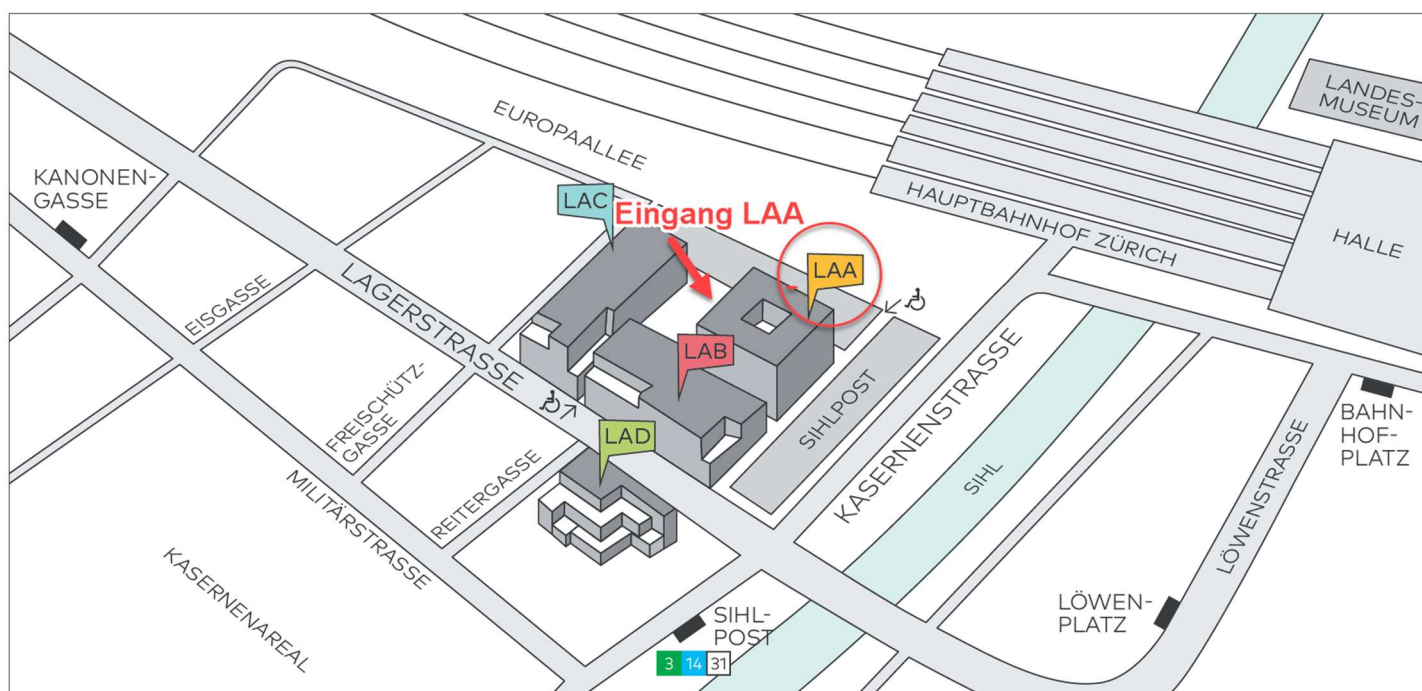 LANDES-
MUSEUM
EUROPAALLEE
KANONEN-
GASSE
LAC
Eingang LAA
HAUPTBAHNHOF ZÜRICH
HALLE
LAA
LAGERSTRASSE
EISGASSE
LAB
FREISCHÜTZ-
GASSE
SIHLPOST
KASERNENSTRASSE
BAHN-
HOF-
PLATZ
LAD
REITERGASSE
MILITÄRSTRASSE
SIHL
LÖWENSTRASSE
KASERNENAREAL
SIHL-
POST
3 14 31
LÖWEN-
PLATZ